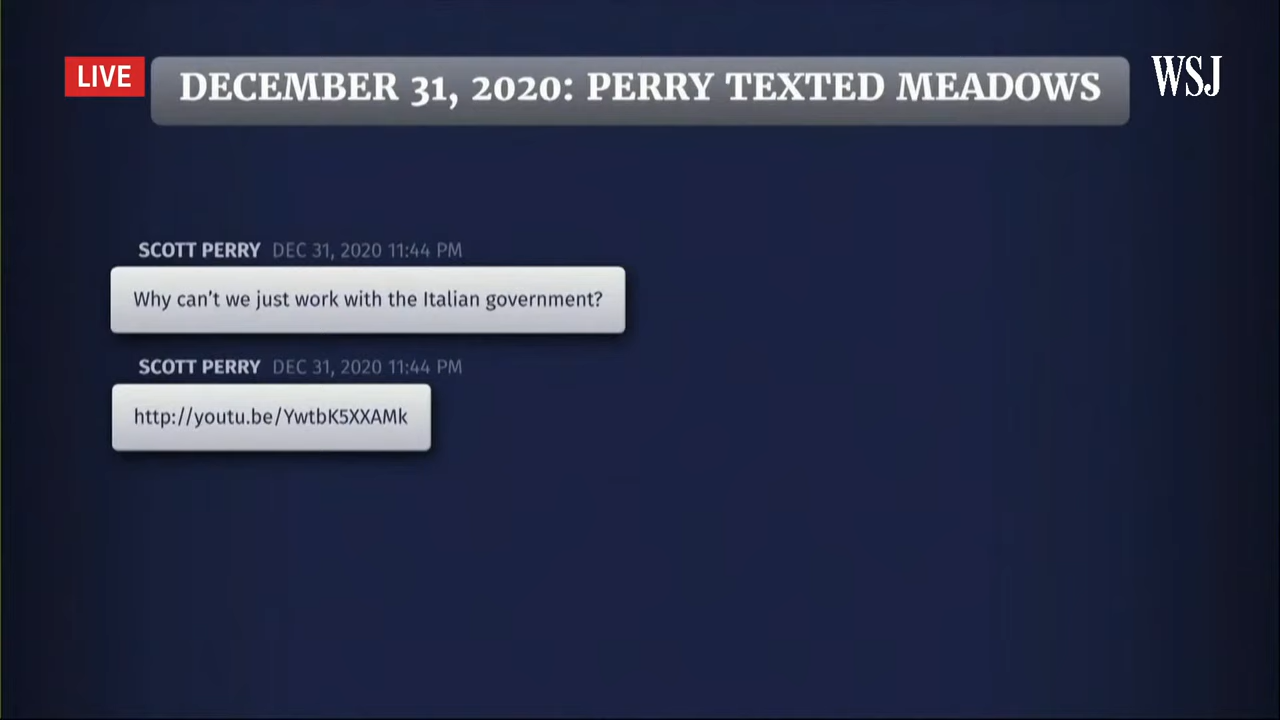 LIVE
DECEMBER 31, 2020: PERRY TEXTED MEADOWS
WSJ
SCOTT PERRY DEC 31, 2020 11:44 PM
Why can't we just work with the Italian government?
SCOTT PERRY DEC 31, 2020 11:44 PM
http://youtu.be/YwtbK5XXAMk